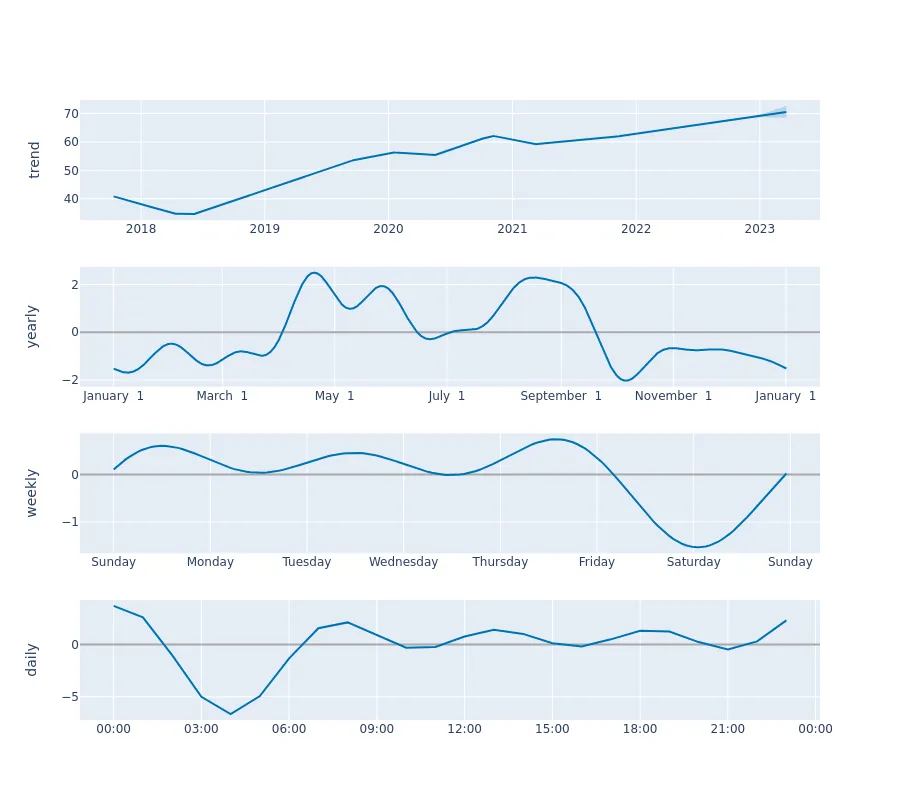 trend
70
60
50
40
2018 2019 2020 2021 2022 2023
yearly
2
0
−2
January 1 March 1 May 1 July 1 September 1 November 1 January 1
weekly
0
−1
Sunday Monday Tuesday Wednesday Thursday Friday Saturday Sunday
daily
0
−5
00:00 03:00 06:00 09:00 12:00 15:00 18:00 21:00 00:00